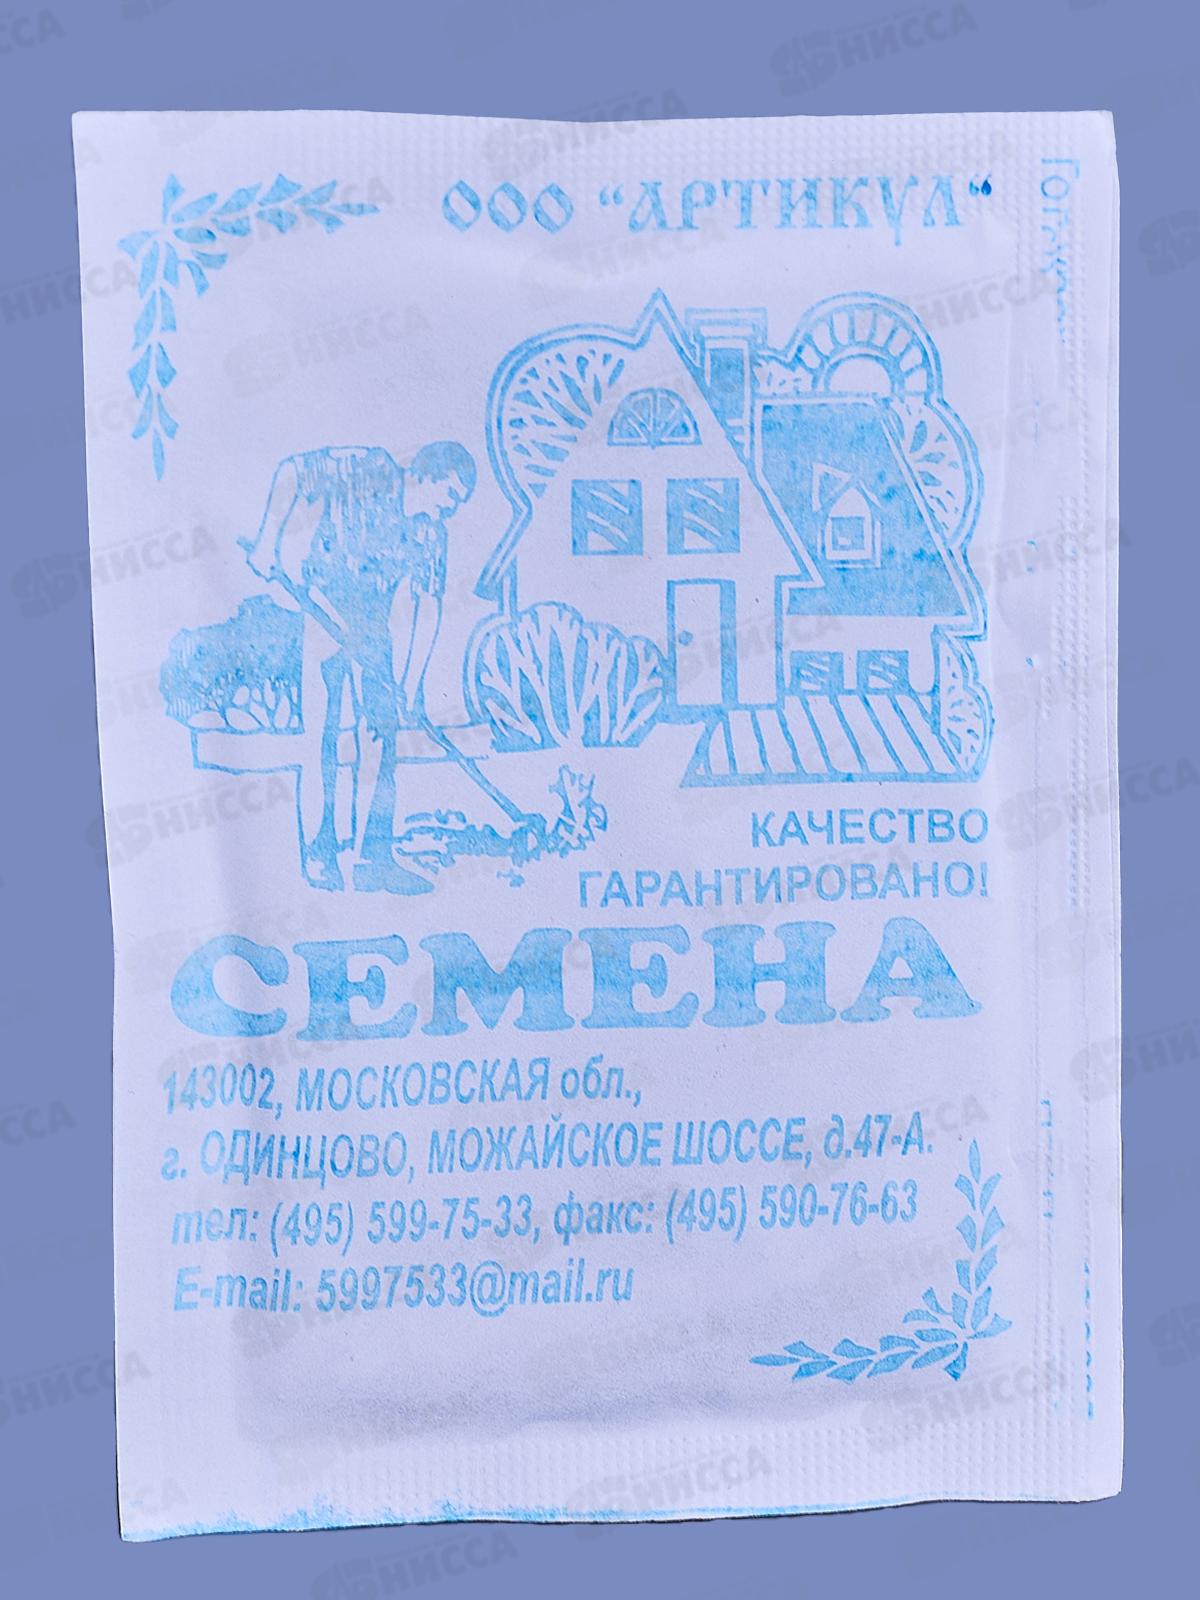 ООО “АРТИКУЛ“
КАЧЕСТВО
ГАРАНТИРОВАНО!
СЕМЕНА
143002, МОСКОВСКАЯ обл.,
г. ОДИНЦОВО, МОЖАЙСКОЕ ШОССЕ, д.47-А.
тел: (495) 599-75-33, факс: (495) 590-76-63
E-mail: 5997533@mail.ru